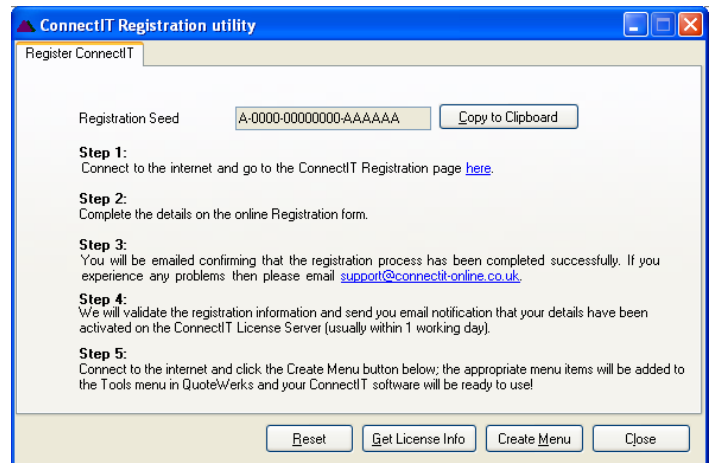 ConnectIT Registration utility
Register ConnectIT
Registration Seed A-0000-00000000-AAAAAA Copy to Clipboard
Step 1:
Connect to the internet and go to the ConnectIT Registration page here.
Step 2:
Complete the details on the online Registration form.
Step 3:
You will be emailed confirming that the registration process has been completed successfully. If you
experience any problems then please email support@connectit-online.co.uk.
Step 4:
We will validate the registration information and send you email notification that your details have been
activated on the ConnectIT License Server (usually within 1 working day).
Step 5:
Connect to the internet and click the Create Menu button below; the appropriate menu items will be added to
the Tools menu in QuoteWerks and your ConnectIT software will be ready to use!
Reset Get License Info Create Menu Close